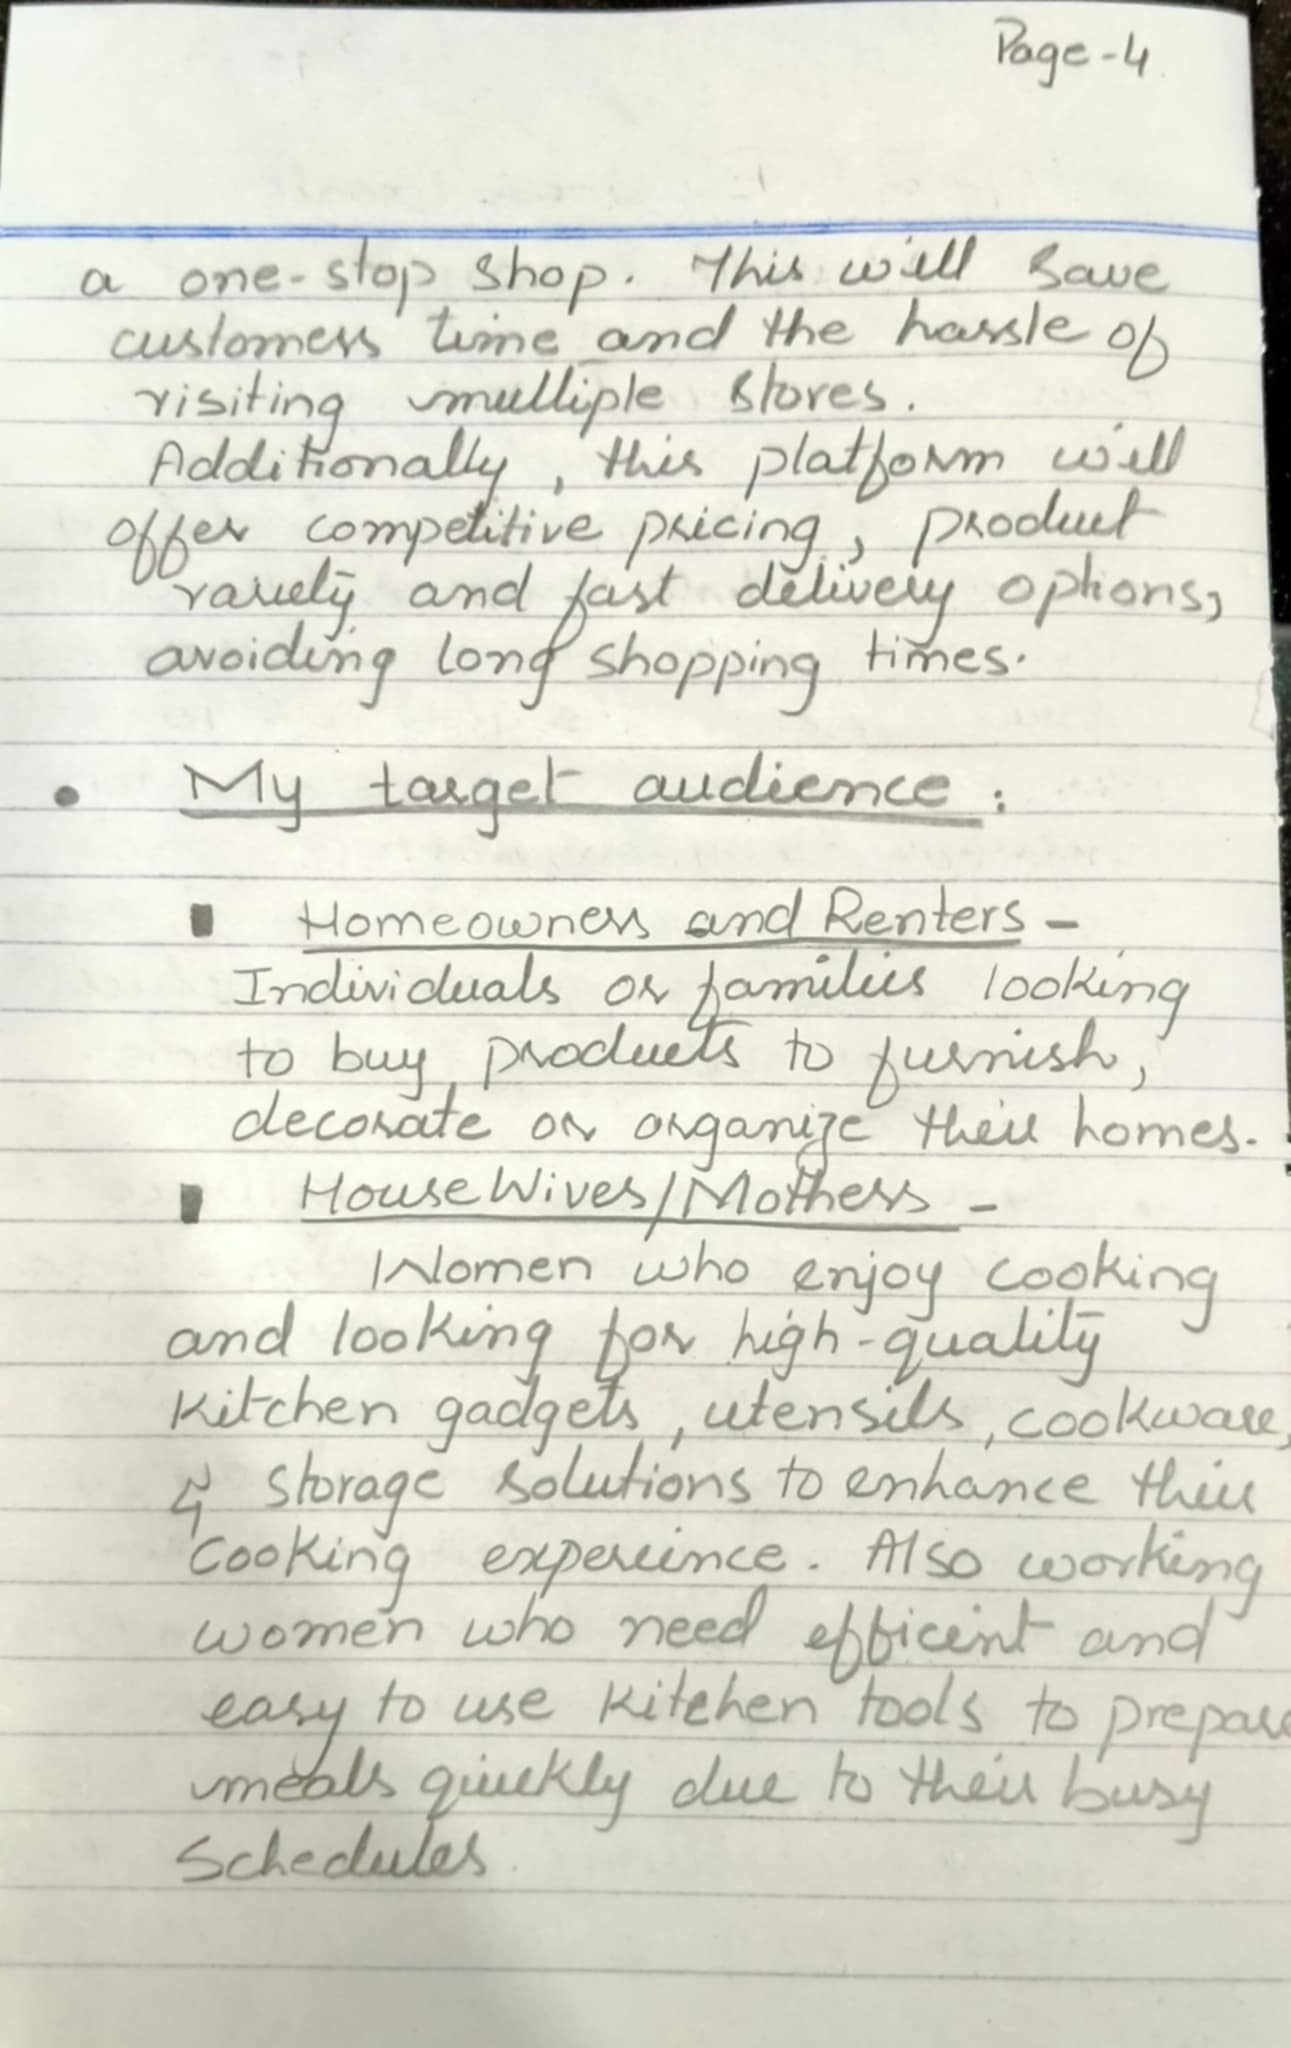 Page-4
a one-stop shop. This will save
customers time and the hassle of
visiting multiple stores.
Additionally, this platform will
offer competitive pricing, product
variety and fast delivery options,
avoiding long shopping times.
• My target audience :
▪ Homeowners and Renters -
Individuals or families looking
to buy products to furnish,
decorate or organize their homes.
▪ HouseWives/Mothers -
Women who enjoy cooking
and looking for high-quality
kitchen gadgets, utensils, cookware,
& storage solutions to enhance their
cooking expereince. Also working
women who need efficent and
easy to use kitchen tools to prepare
meals quickly due to their busy
schedules.